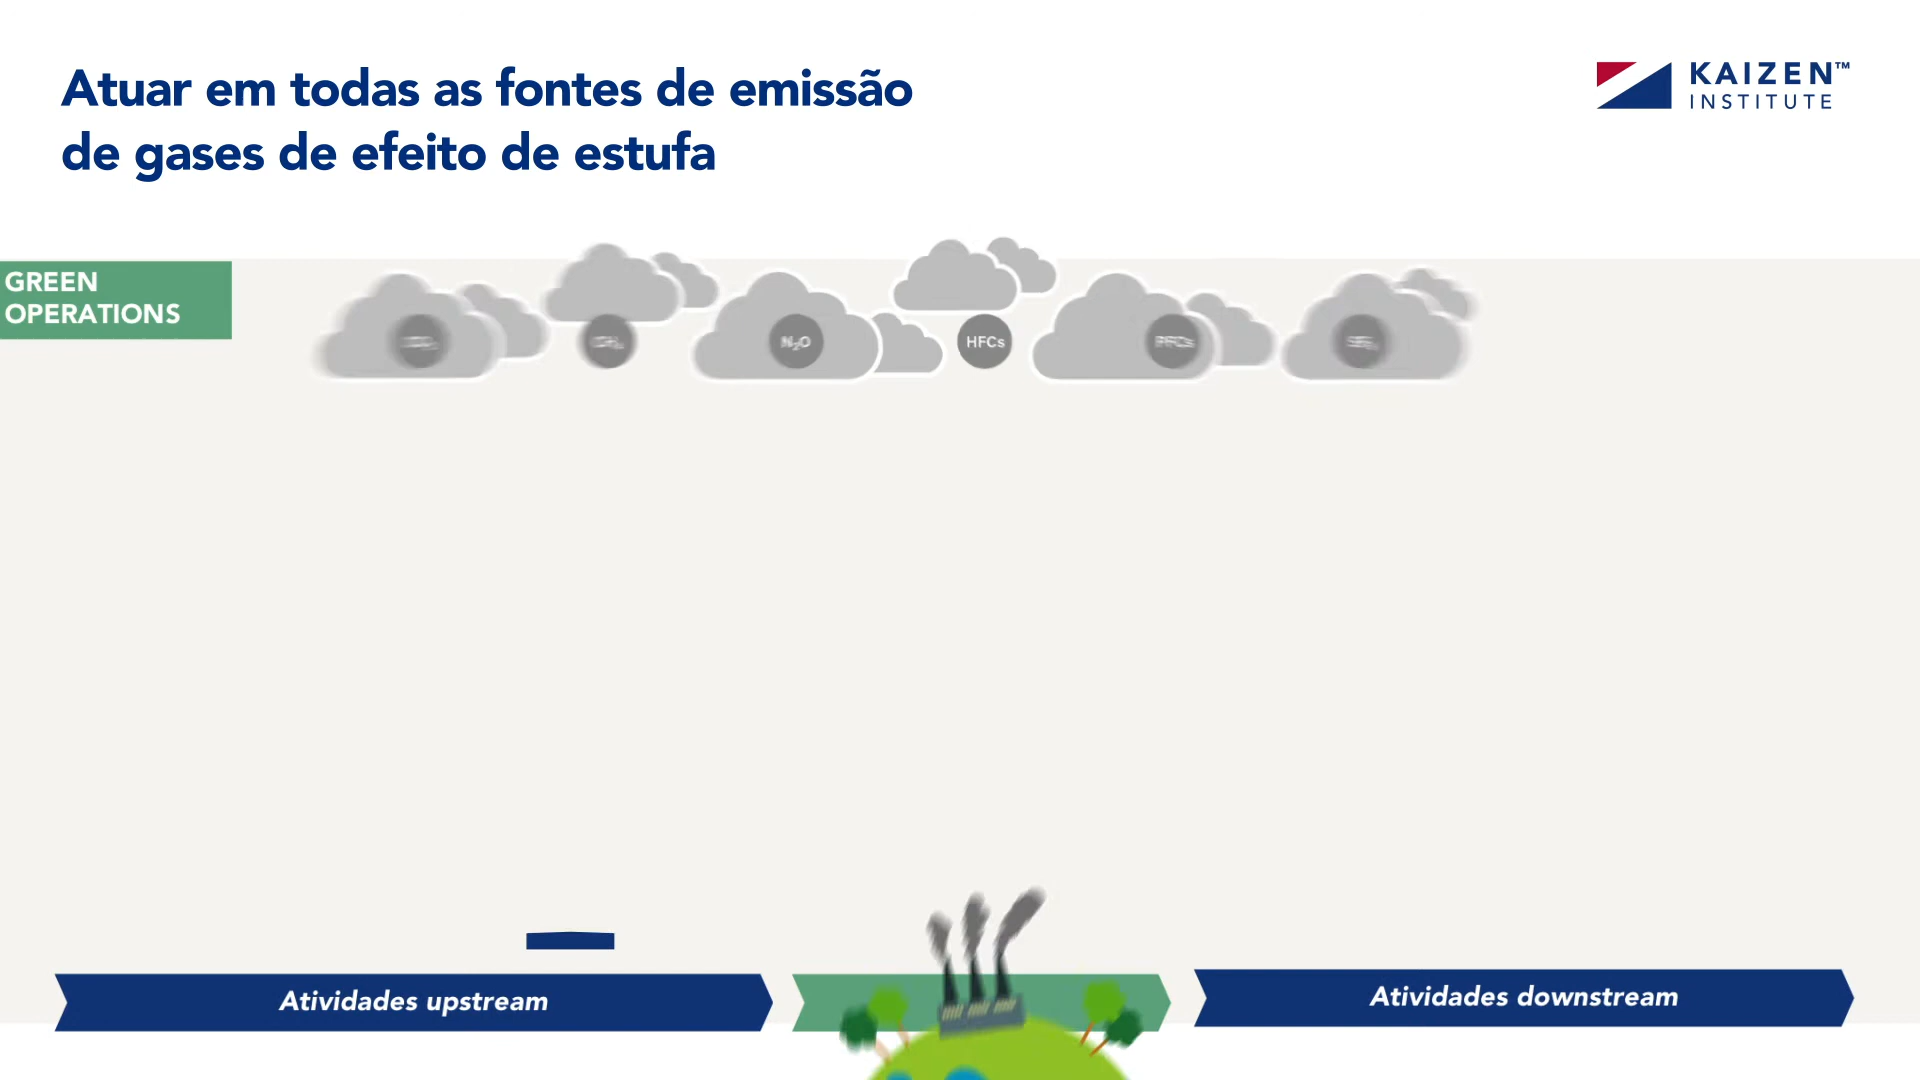 Atuar em todas as fontes de emissão
de gases de efeito de estufa
KAIZEN™
INSTITUTE
GREEN
OPERATIONS
N₂O
HFCs
PFCs
Atividades upstream
Atividades downstream